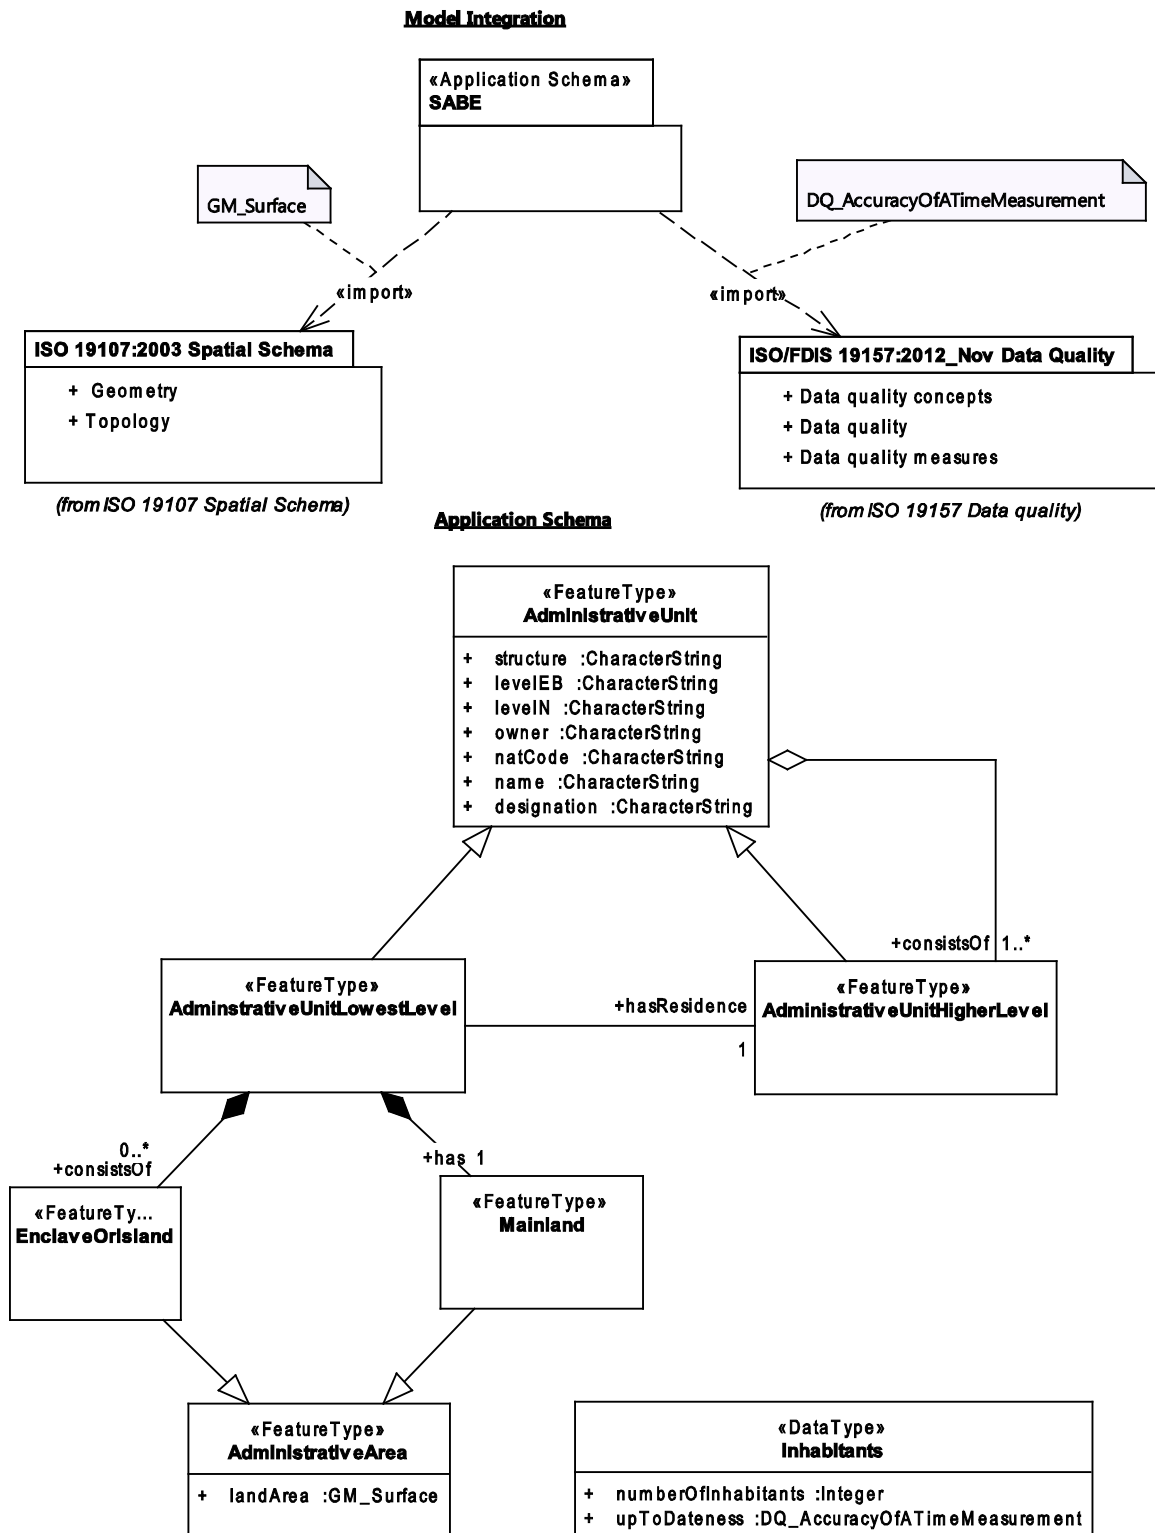 Model Integration
«Application Schema»
SABE
GM_Surface
DQ_AccuracyOfATimeMeasurement
«import»
«import»
ISO 19107:2003 Spatial Schema
+ Geometry
+ Topology
(from ISO 19107 Spatial Schema)
ISO/FDIS 19157:2012_Nov Data Quality
+ Data quality concepts
+ Data quality
+ Data quality measures
(from ISO 19157 Data quality)
Application Schema
«FeatureType»
AdministrativeUnit
+ structure :CharacterString
+ levelEB :CharacterString
+ levelN :CharacterString
+ owner :CharacterString
+ natCode :CharacterString
+ name :CharacterString
+ designation :CharacterString
+consistsOf 1..*
«FeatureType»
AdminstrativeUnitLowestLevel
+hasResidence
1
«FeatureType»
AdministrativeUnitHigherLevel
0..*
+consistsOf
+has 1
«FeatureTy...
EnclaveOrIsland
«FeatureType»
Mainland
«FeatureType»
AdministrativeArea
+ landArea :GM_Surface
«DataType»
Inhabitants
+ numberOfInhabitants :Integer
+ upToDateness :DQ_AccuracyOfATimeMeasurement